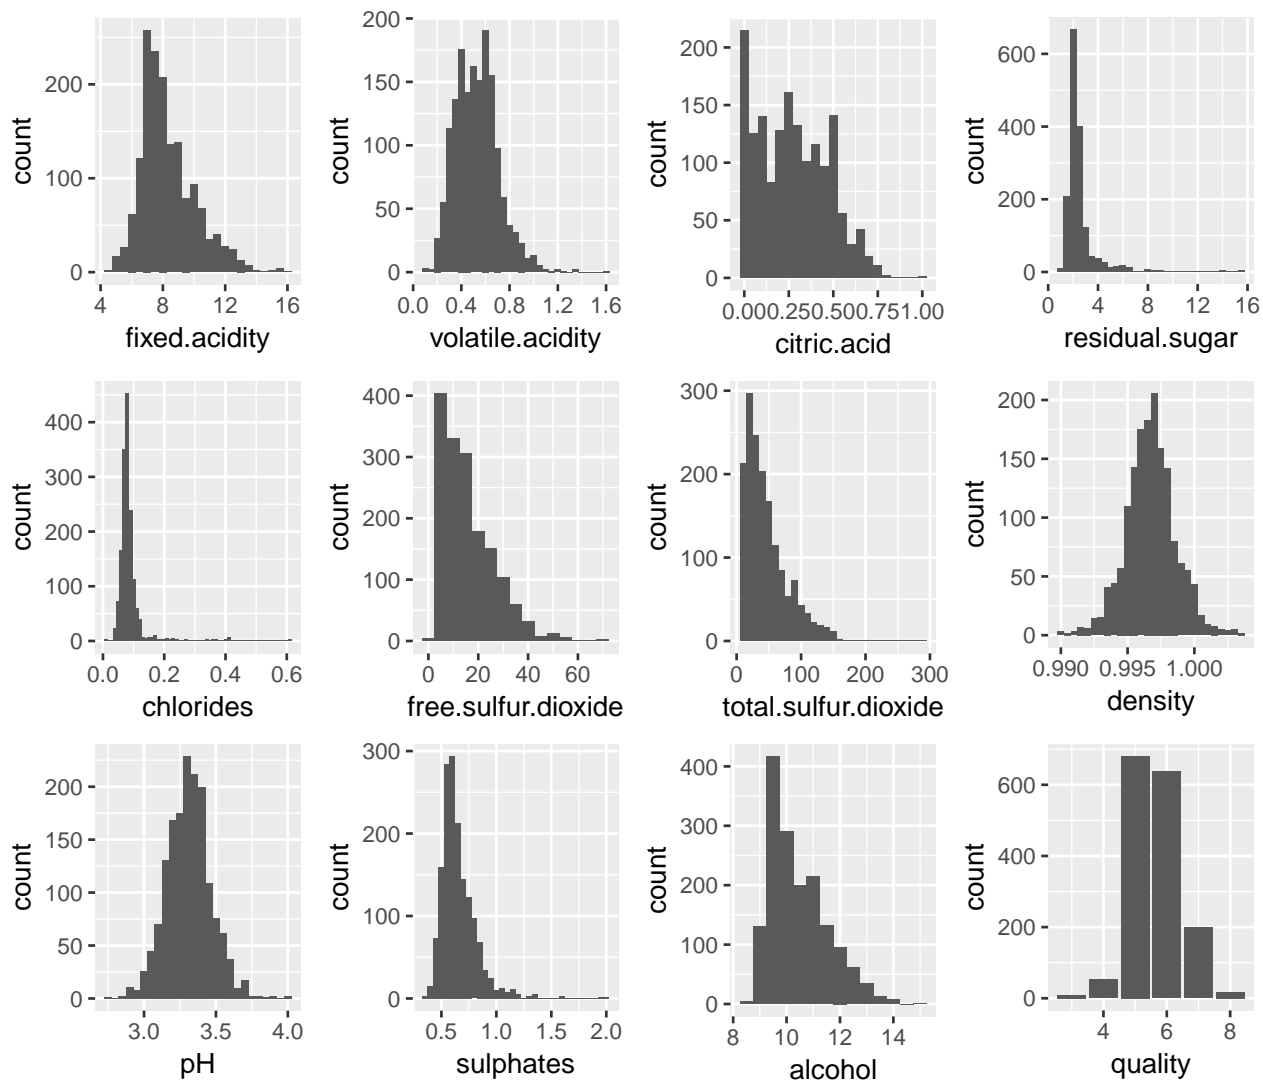 count
200
100
0
4 8 12 16
fixed.acidity
count
200
150
100
50
0
0.0 0.4 0.8 1.2 1.6
volatile.acidity
count
200
150
100
50
0
0.000.250.500.751.00
citric.acid
count
600
400
200
0
0 4 8 12 16
residual.sugar
count
400
300
200
100
0
0.0 0.2 0.4 0.6
chlorides
count
400
300
200
100
0
0 20 40 60
free.sulfur.dioxide
count
300
200
100
0
0 100 200 300
total.sulfur.dioxide
count
200
150
100
50
0
0.990 0.995 1.000
density
count
200
150
100
50
0
3.0 3.5 4.0
pH
count
300
200
100
0
0.5 1.0 1.5 2.0
sulphates
count
400
300
200
100
0
8 10 12 14
alcohol
count
600
400
200
0
4 6 8
quality